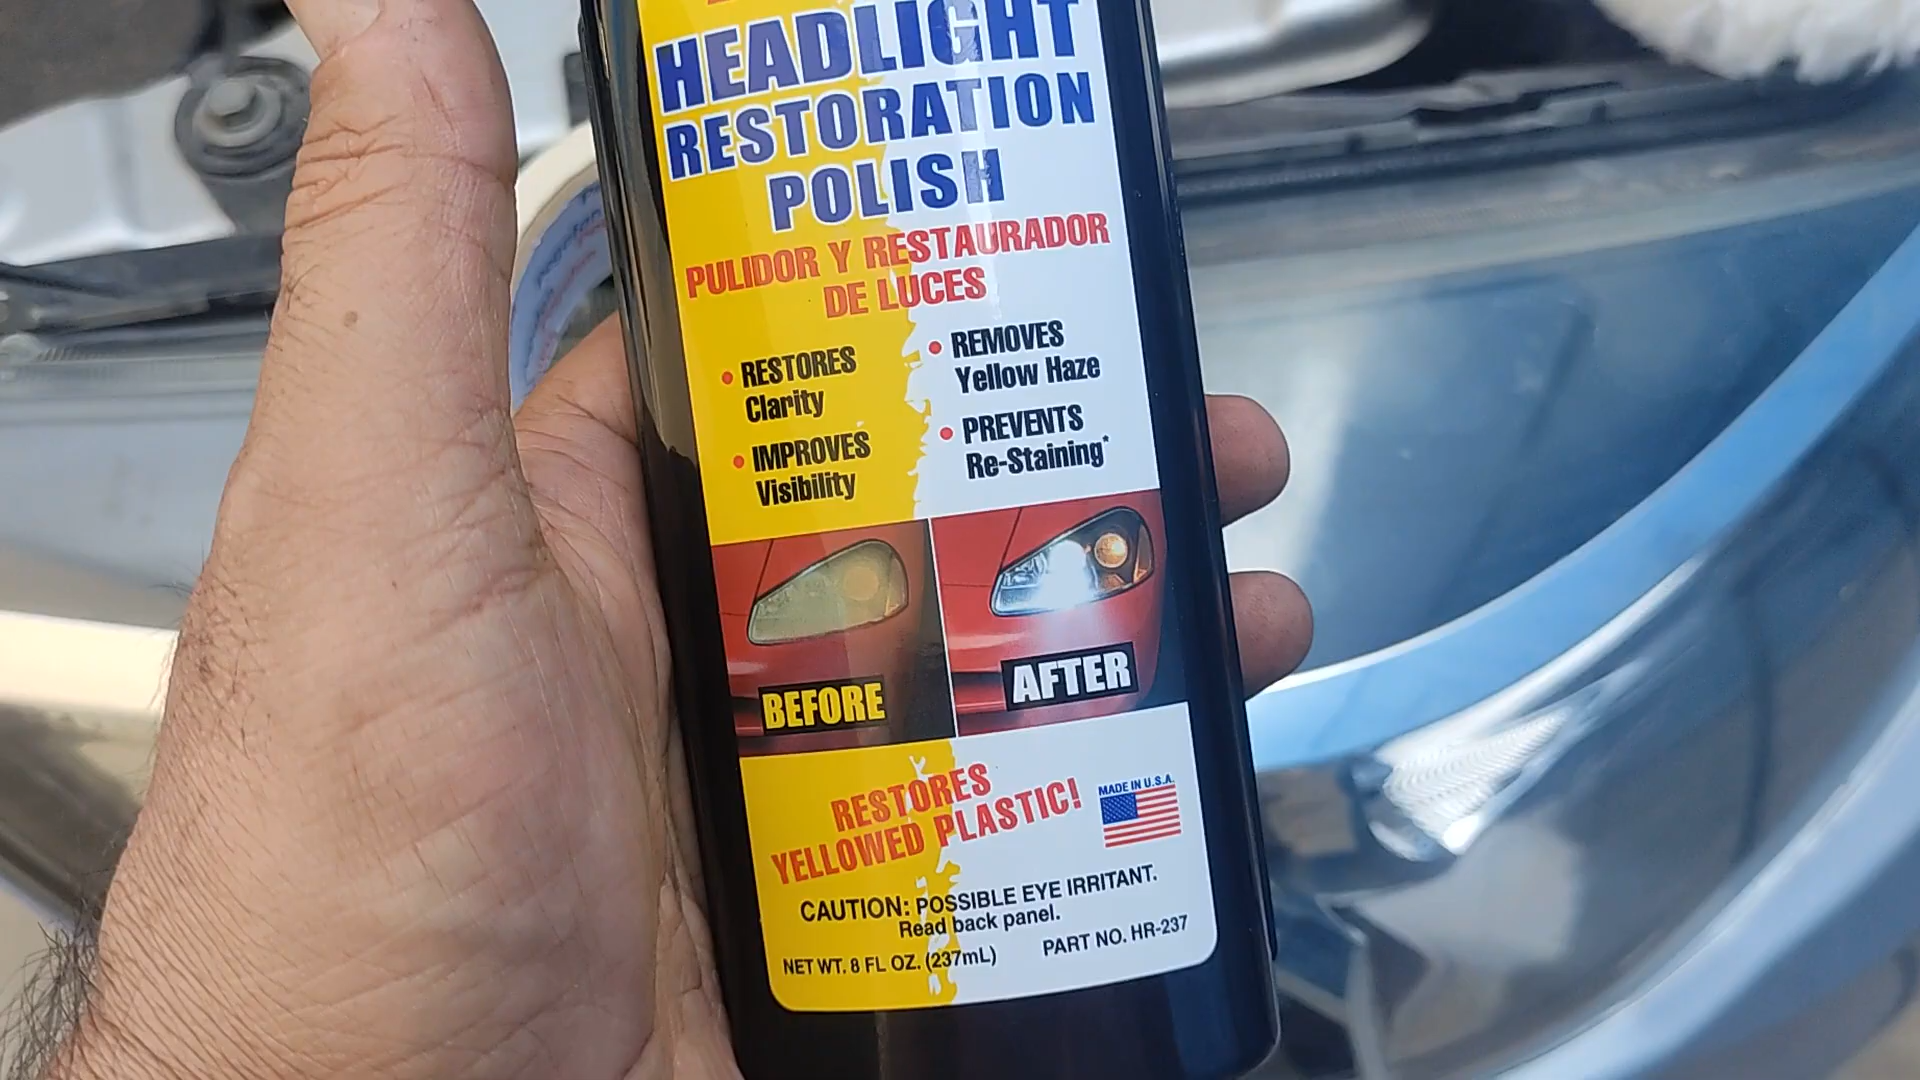 HEADLIGHT
RESTORATION
POLISH
PULIDOR Y RESTAURADOR
DE LUCES
• RESTORES
Clarity
• IMPROVES
Visibility
• REMOVES
Yellow Haze
• PREVENTS
Re-Staining*
BEFORE
AFTER
RESTORES
YELLOWED PLASTIC!
MADE IN U.S.A.
CAUTION: POSSIBLE EYE IRRITANT.
Read back panel.
NET WT. 8 FL OZ. (237mL)
PART NO. HR-237